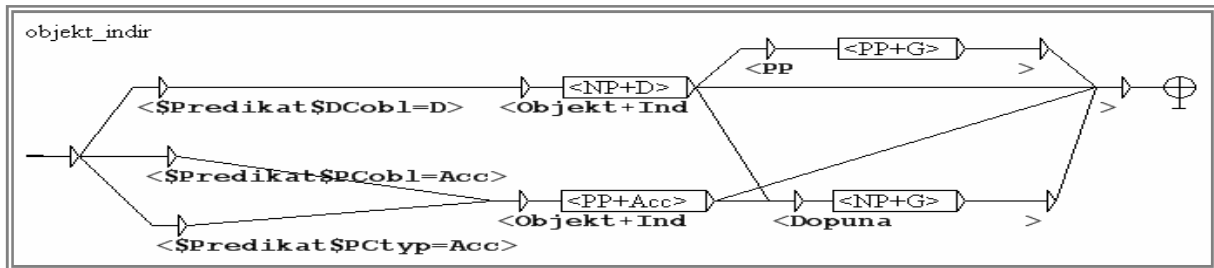 objekt_indir
<PP+G>
<PP >
<NP+D>
<$Predikat$DCobl=D> <Objekt+Ind >
<$Predikat$PCobl=Acc>
<PP+Acc> <NP+G>
<Objekt+Ind <Dopuna >
<$Predikat$PCtyp=Acc>